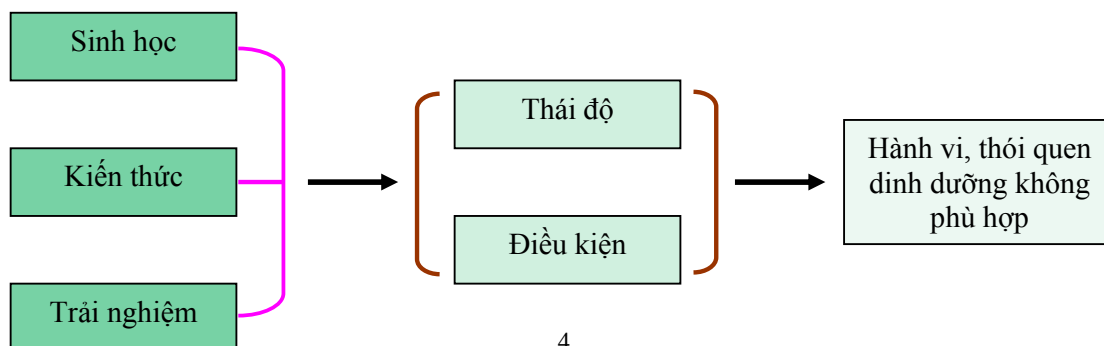 Sinh học
Kiến thức
Trải nghiệm
Thái độ
Điều kiện
Hành vi, thói quen
dinh dưỡng không
phù hợp
4